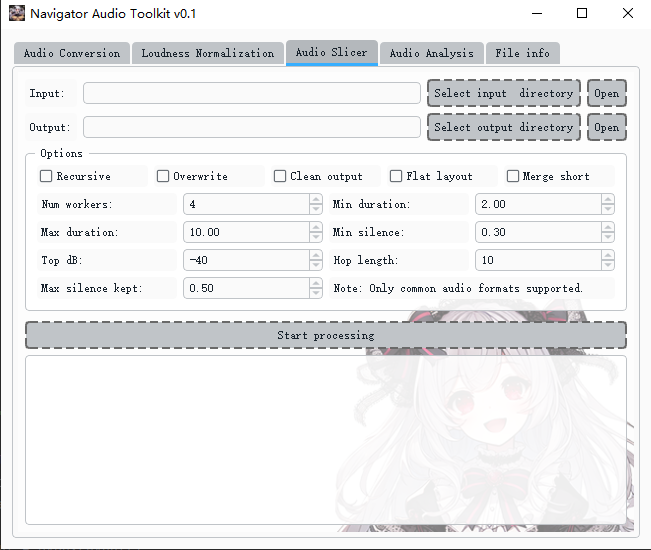 Navigator Audio Toolkit v0.1
Audio Conversion Loudness Normalization Audio Slicer Audio Analysis File info
Input: Select input directory Open
Output: Select output directory Open
Options
Recursive Overwrite Clean output Flat layout Merge short
Num workers: 4 Min duration: 2.00
Max duration: 10.00 Min silence: 0.30
Top dB: -40 Hop length: 10
Max silence kept: 0.50 Note: Only common audio formats supported.
Start processing